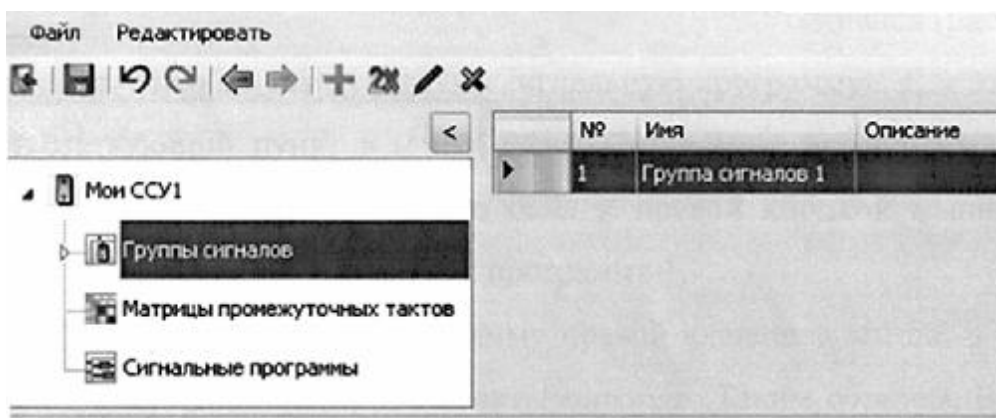 Файл Редактировать
2X
<
№ Имя Описание
1 Группа сигналов 1
Мои ССУ1
Группы сигналов
Матрицы промежуточных тактов
Сигнальные программы